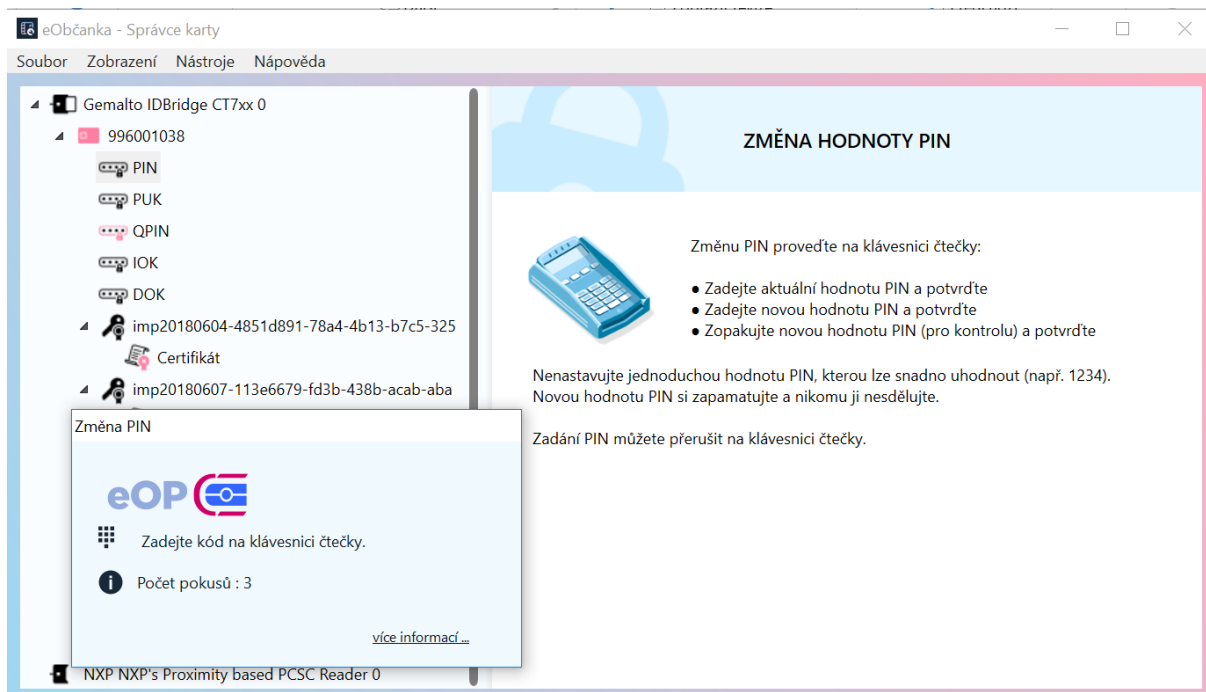 eObčanka - Správce karty
Soubor Zobrazení Nástroje Nápověda
Gemalto IDBridge CT7xx 0
996001038
PIN
PUK
QPIN
IOK
DOK
imp20180604-4851d891-78a4-4b13-b7c5-325
Certifikát
imp20180607-113e6679-fd3b-438b-acab-aba
Změna PIN
eOP
Zadejte kód na klávesnici čtečky.
Počet pokusů : 3
více informací ...
NXP NXP's Proximity based PCSC Reader 0
ZMĚNA HODNOTY PIN
Změnu PIN proveďte na klávesnici čtečky:
● Zadejte aktuální hodnotu PIN a potvrďte
● Zadejte novou hodnotu PIN a potvrďte
● Zopakujte novou hodnotu PIN (pro kontrolu) a potvrďte
Nenastavujte jednoduchou hodnotu PIN, kterou lze snadno uhodnout (např. 1234).
Novou hodnotu PIN si zapamatujte a nikomu ji nesdělujte.
Zadání PIN můžete přerušit na klávesnici čtečky.